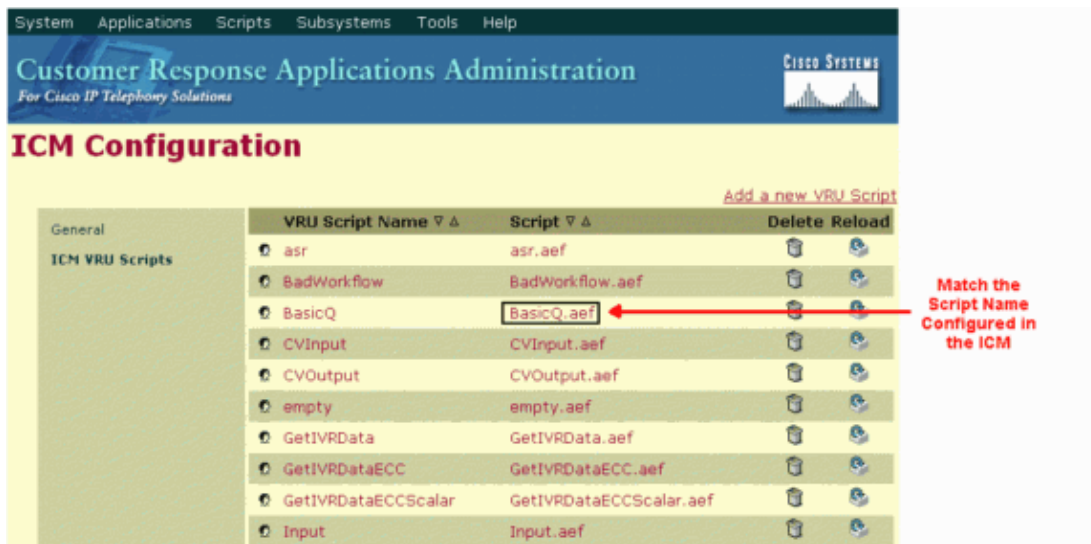 System Applications Scripts Subsystems Tools Help
Customer Response Applications Administration
For Cisco IP Telephony Solutions
CISCO SYSTEMS
ICM Configuration
Add a new VRU Script
General
ICM VRU Scripts
VRU Script Name Script Delete Reload
asr asr.aef
BadWorkflow BadWorkflow.aef
BasicQ BasicQ.aef
CVInput CVInput.aef
CVOutput CVOutput.aef
empty empty.aef
GetIVRData GetIVRData.aef
GetIVRDataECC GetIVRDataECC.aef
GetIVRDataECCScalar GetIVRDataECCScalar.aef
Input Input.aef
Match the
Script Name
Configured in
the ICM